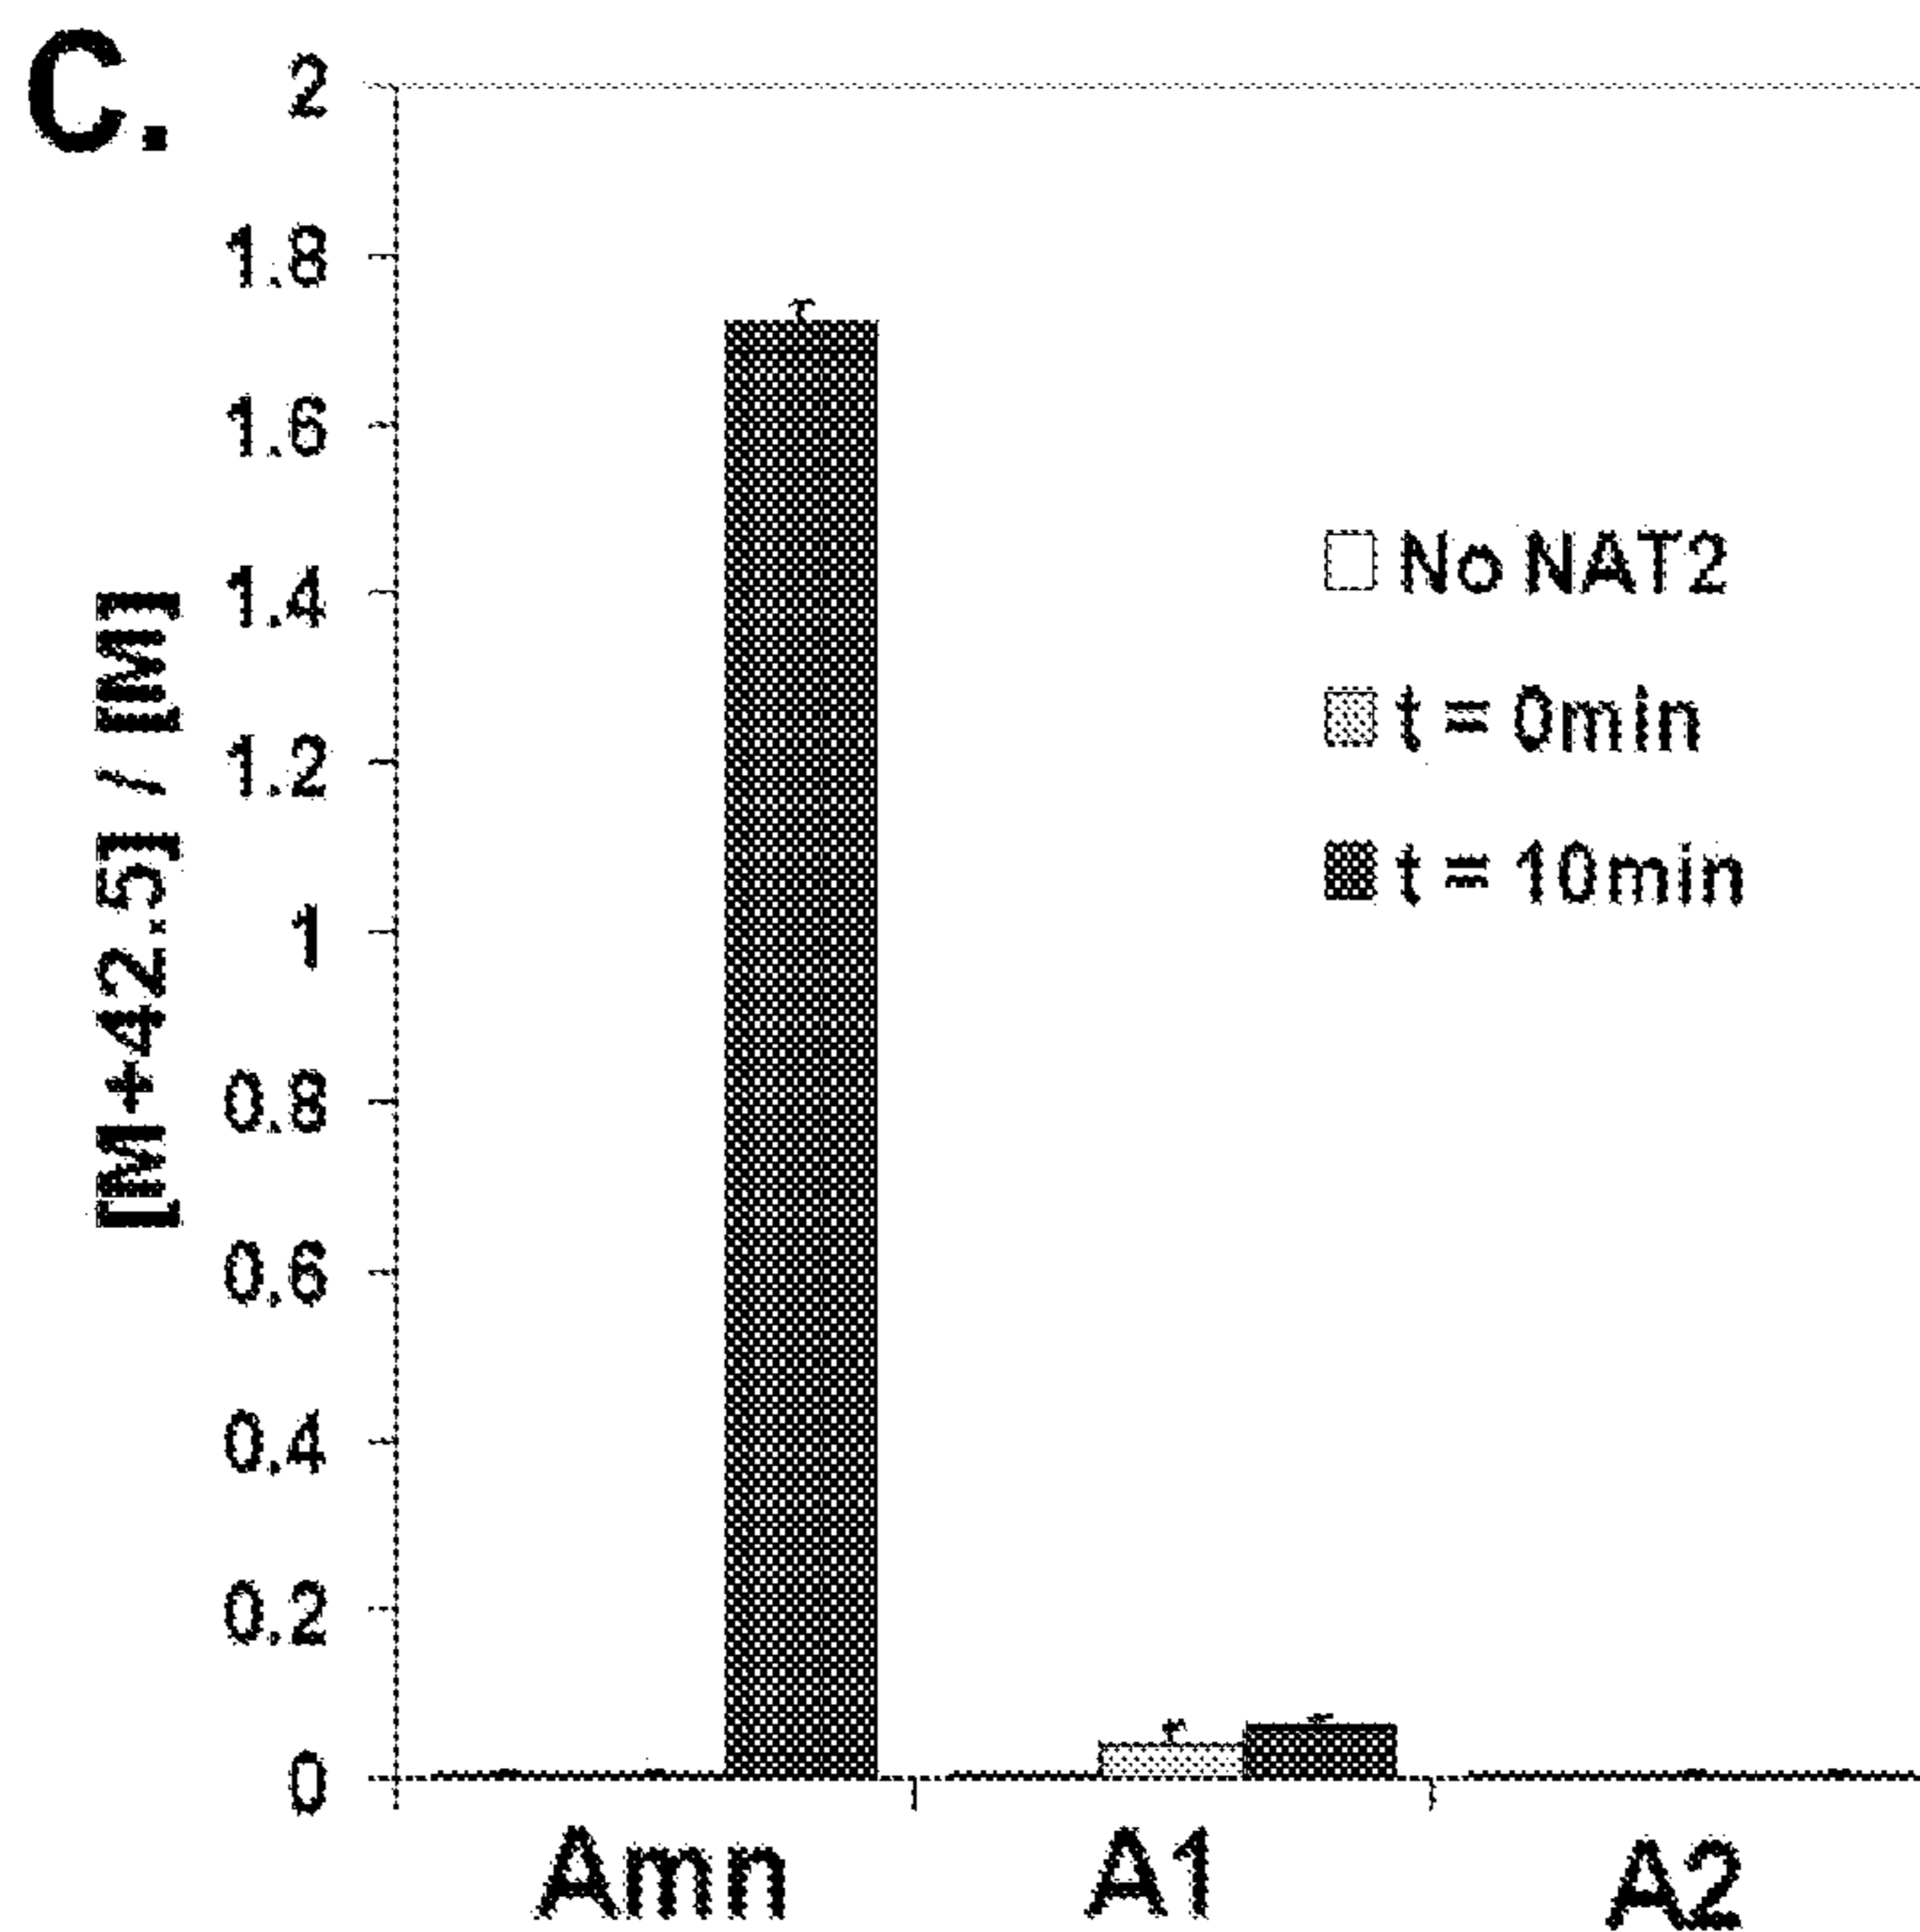 C.
2
1.8
1.6
1.4
1.2
1
0.8
0.6
0.4
0.2
0
[M+42.5] / [M]
No NAT2
t = 0min
t = 10min
Amn A1 A2